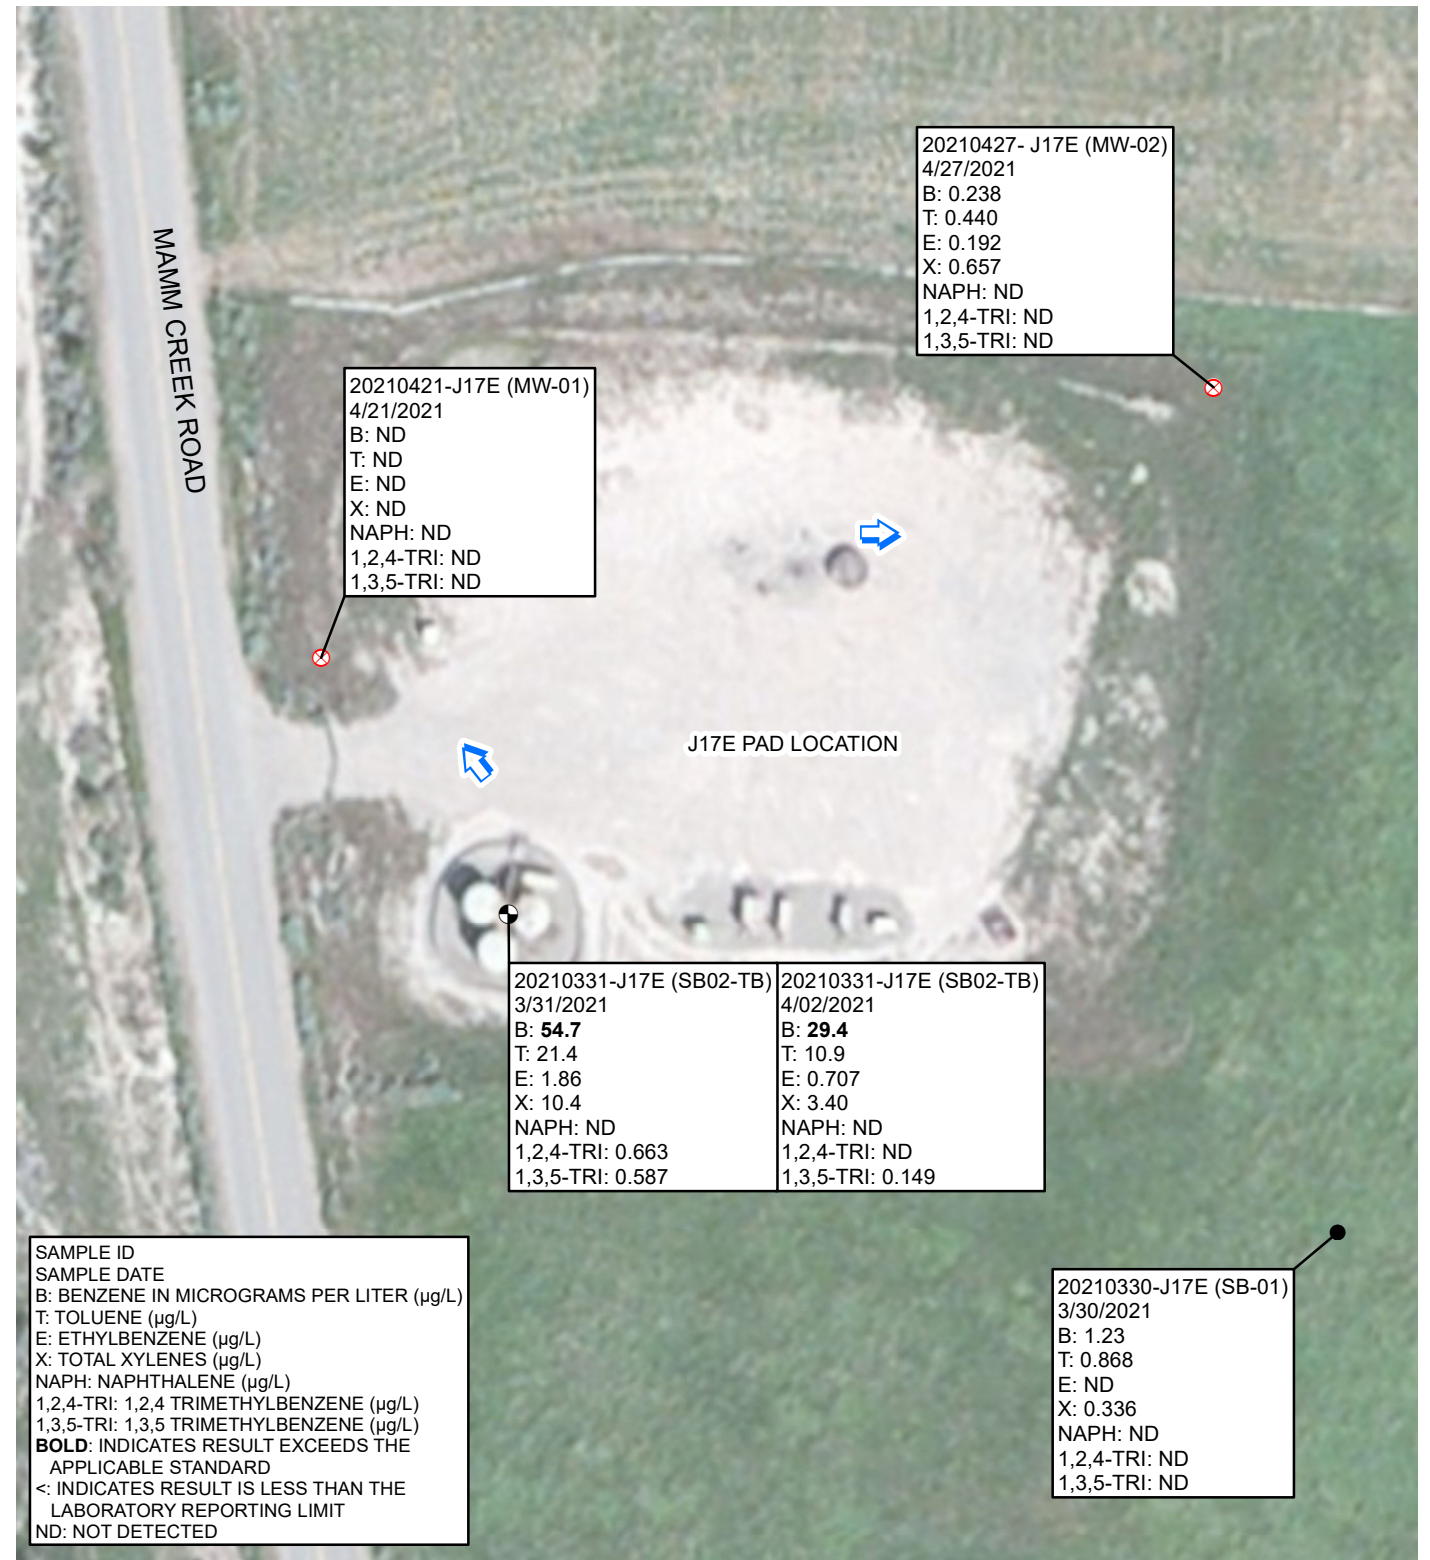 20210427- J17E (MW-02)
4/27/2021
B: 0.238
T: 0.440
E: 0.192
X: 0.657
NAPH: ND
1,2,4-TRI: ND
1,3,5-TRI: ND
MAMM CREEK ROAD
20210421-J17E (MW-01)
4/21/2021
B: ND
T: ND
E: ND
X: ND
NAPH: ND
1,2,4-TRI: ND
1,3,5-TRI: ND
J17E PAD LOCATION
20210331-J17E (SB02-TB)
3/31/2021
B: 54.7
T: 21.4
E: 1.86
X: 10.4
NAPH: ND
1,2,4-TRI: 0.663
1,3,5-TRI: 0.587
20210331-J17E (SB02-TB)
4/02/2021
B: 29.4
T: 10.9
E: 0.707
X: 3.40
NAPH: ND
1,2,4-TRI: ND
1,3,5-TRI: 0.149
SAMPLE ID
SAMPLE DATE
B: BENZENE IN MICROGRAMS PER LITER (µg/L)
T: TOLUENE (µg/L)
E: ETHYLBENZENE (µg/L)
X: TOTAL XYLENES (µg/L)
NAPH: NAPHTHALENE (µg/L)
1,2,4-TRI: 1,2,4 TRIMETHYLBENZENE (µg/L)
1,3,5-TRI: 1,3,5 TRIMETHYLBENZENE (µg/L)
BOLD: INDICATES RESULT EXCEEDS THE
APPLICABLE STANDARD
<: INDICATES RESULT IS LESS THAN THE
LABORATORY REPORTING LIMIT
ND: NOT DETECTED
20210330-J17E (SB-01)
3/30/2021
B: 1.23
T: 0.868
E: ND
X: 0.336
NAPH: ND
1,2,4-TRI: ND
1,3,5-TRI: ND